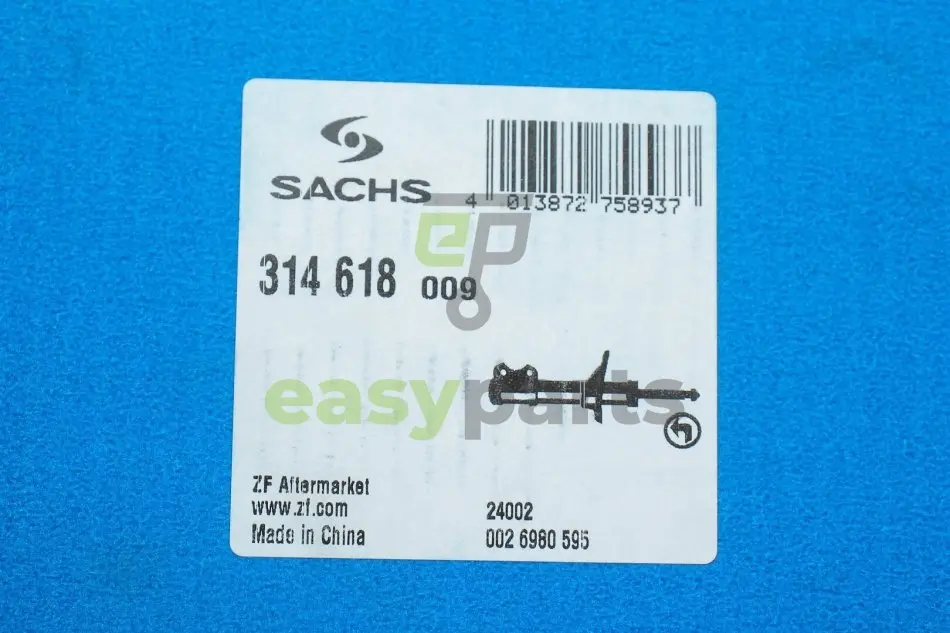 SACHS
4 013872 758937
ep
314 618 009
easyparts
ZF Aftermarket
www.zf.com
Made in China
24002
002 6980 595